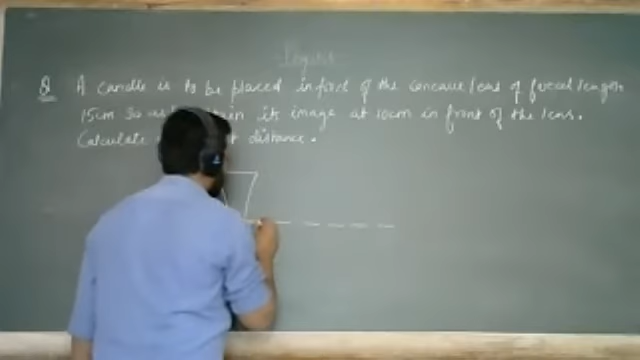 Physics
Q A candle is to be placed in front of the concave lens of focal length
15cm so as to its image at 10cm in front of the lens.
Calculate distance.